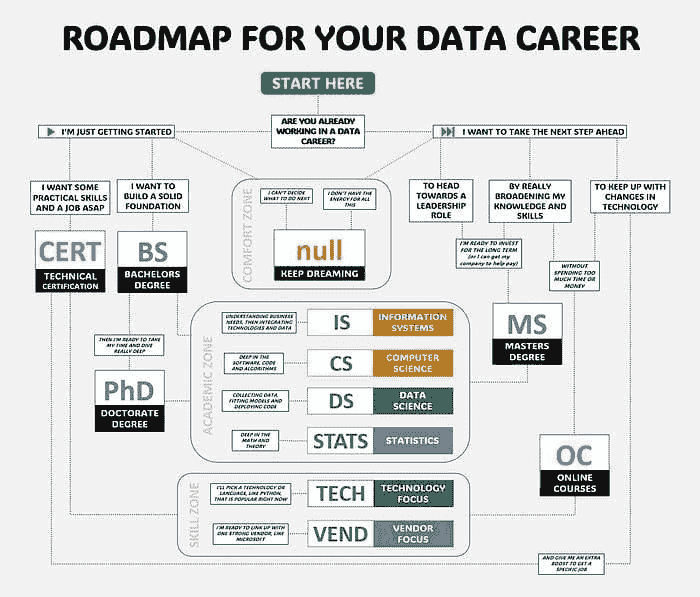 ROADMAP FOR YOUR DATA CAREER
START HERE
ARE YOU ALREADY
WORKING IN A DATA
CAREER?
I'M JUST GETTING STARTED
I WANT TO TAKE THE NEXT STEP AHEAD
I WANT SOME
PRACTICAL SKILLS
AND A JOB ASAP
I WANT TO
BUILD A SOLID
FOUNDATION
COMFORT ZONE
I CAN'T DECIDE
WHAT TO DO NEXT
I DON'T HAVE THE
ENERGY FOR ALL
THIS
null
KEEP DREAMING
TO HEAD
TOWARDS A
LEADERSHIP
ROLE
BY REALLY
BROADENING MY
KNOWLEDGE AND
SKILLS
TO KEEP UP WITH
CHANGES IN
TECHNOLOGY
CERT
TECHNICAL
CERTIFICATION
BS
BACHELORS
DEGREE
I'M READY TO INVEST
FOR THE LONG TERM
(or I can get my
company to help pay)
WITHOUT
SPENDING TOO
MUCH TIME OR
MONEY
MS
MASTERS
DEGREE
THEN I'M READY TO TAKE
MY TIME AND DIVE
REALLY DEEP
PhD
DOCTORATE
DEGREE
ACADEMIC ZONE
UNDERSTANDING BUSINESS
NEEDS, THEN INTEGRATING
TECHNOLOGIES AND DATA
IS
INFORMATION
SYSTEMS
DEEP IN THE
SOFTWARE, CODE
AND ALGORITHMS
CS
COMPUTER
SCIENCE
COLLECTING DATA,
FITTING MODELS AND
DEPLOYING CODE
DS
DATA
SCIENCE
DEEP IN THE
MATH AND
THEORY
STATS
STATISTICS
OC
ONLINE
COURSES
SKILL ZONE
I'LL PICK A TECHNOLOGY OR
LANGUAGE, LIKE PYTHON,
THAT IS POPULAR RIGHT NOW
TECH
TECHNOLOGY
FOCUS
I'M READY TO LINK UP WITH
ONE STRONG VENDOR, LIKE
MICROSOFT
VEND
VENDOR
FOCUS
AND GIVE ME AN EXTRA
BOOST TO GET A
SPECIFIC JOB